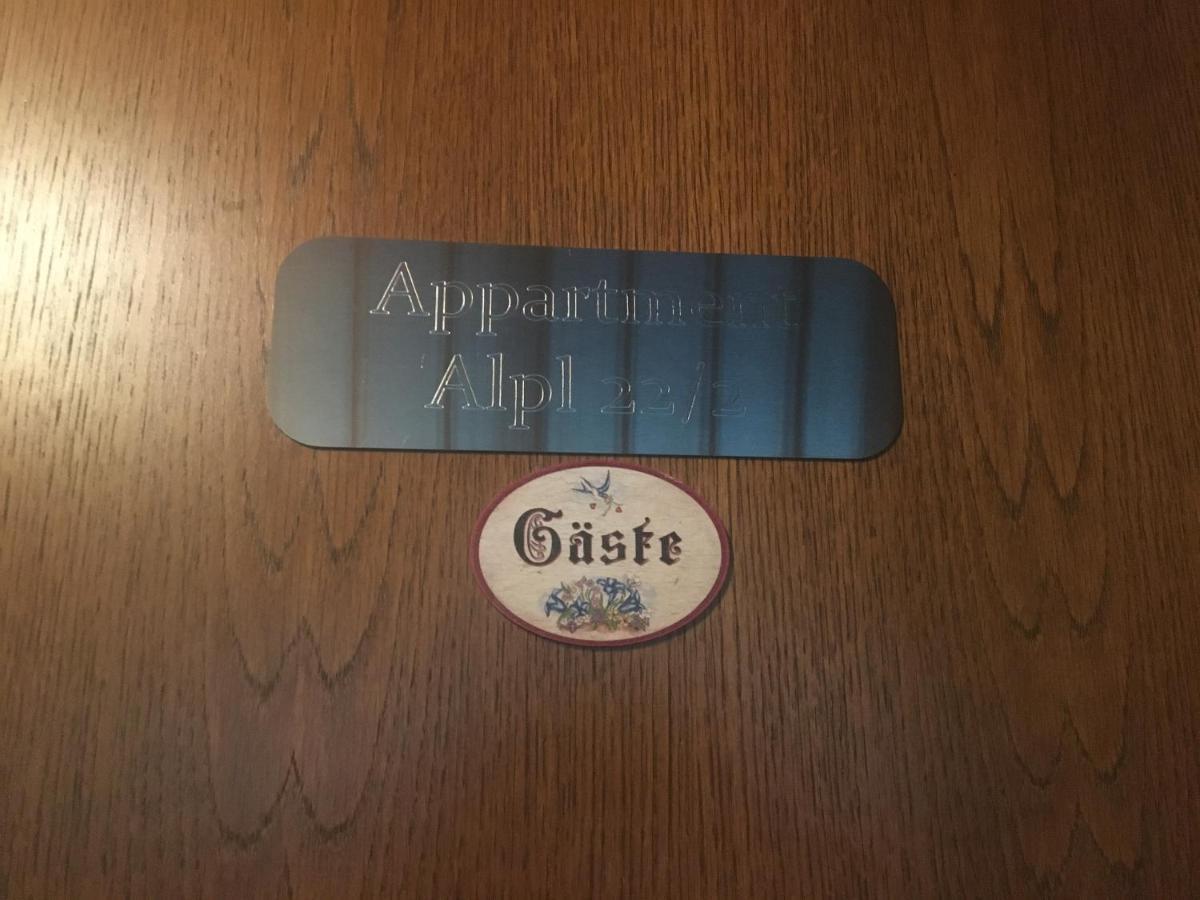 Appartment
Alpl 22/2
Gäste